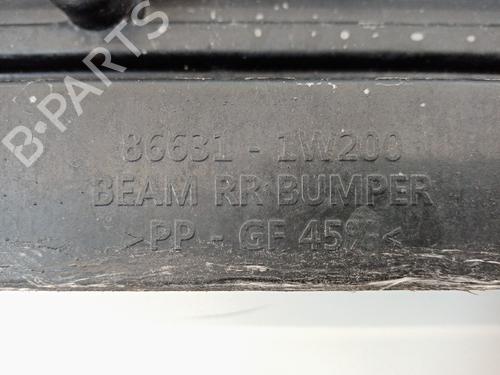 86631 - 1W200
BEAM RR BUMPER
>PP - GF 45%<
B-PARTS